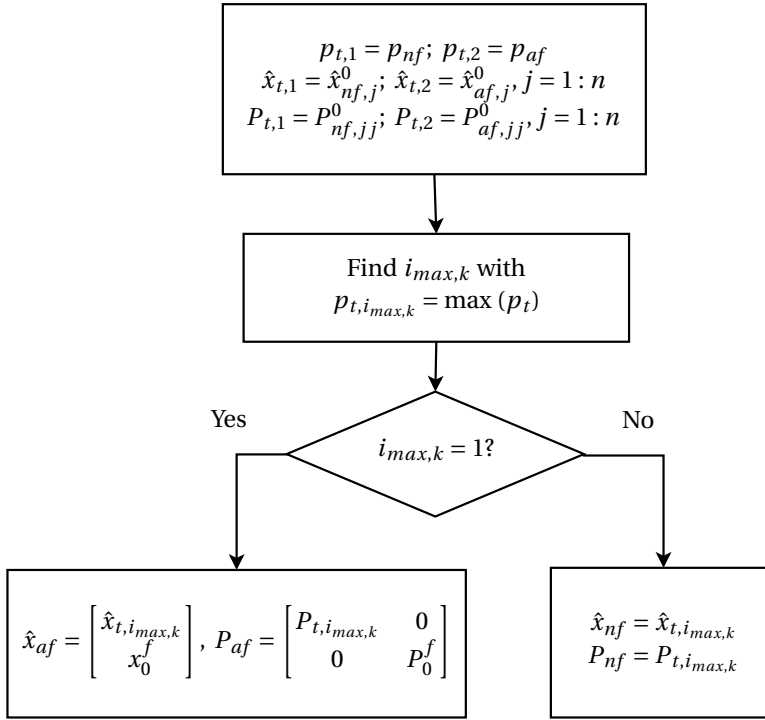 p_{t,1} = p_{nf}; p_{t,2} = p_{af}
x̂_{t,1} = x̂^0_{nf,j}; x̂_{t,2} = x̂^0_{af,j}, j = 1 : n
P_{t,1} = P^0_{nf,jj}; P_{t,2} = P^0_{af,jj}, j = 1 : n
Find i_{max,k} with
p_{t,i_{max,k}} = max (p_t)
Yes
No
i_{max,k} = 1?
x̂_{af} = [x̂_{t,i_{max,k}}; x_0^f], P_{af} = [P_{t,i_{max,k}} 0; 0 P_0^f]
x̂_{nf} = x̂_{t,i_{max,k}}
P_{nf} = P_{t,i_{max,k}}